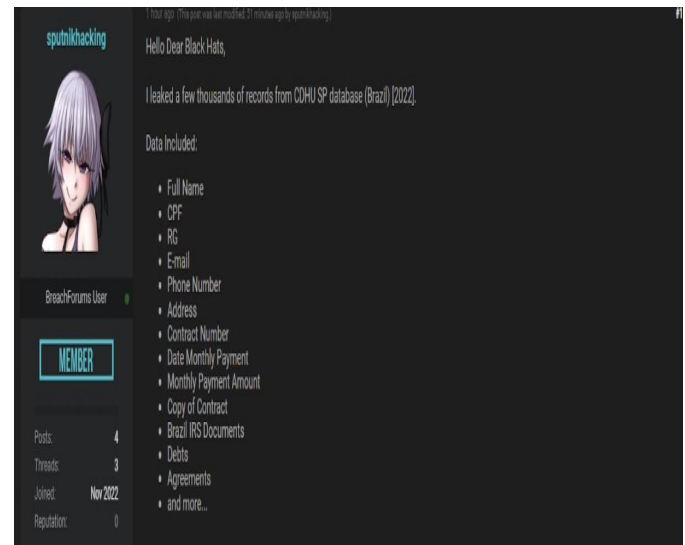 1 hour ago (This post was last modified: 51 minutes ago by sputnikhacking.)
#1
sputnikhacking
Hello Dear Black Hats,
I leaked a few thousands of records from CDHU SP database (Brazil) [2022].
Data Included:
• Full Name
• CPF
• RG
• E-mail
• Phone Number
• Address
• Contract Number
• Date Monthly Payment
• Monthly Payment Amount
• Copy of Contract
• Brazil IRS Documents
• Debts
• Agreements
• and more...
BreachForums User
MEMBER
Posts: 4
Threads: 3
Joined: Nov 2022
Reputation: 0